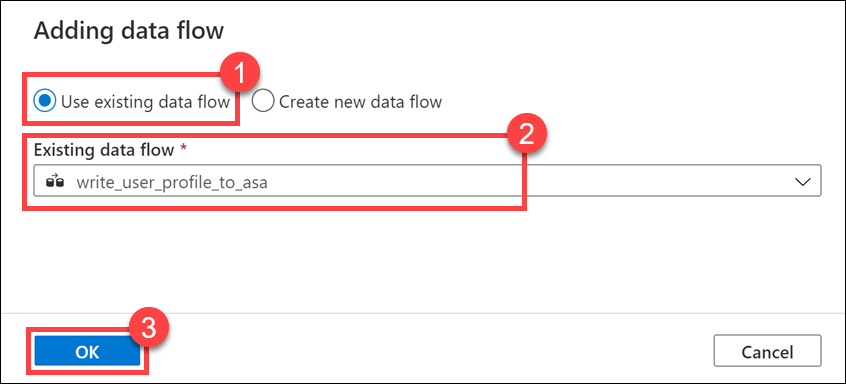 Adding data flow
1
Use existing data flow Create new data flow
2
Existing data flow *
write_user_profile_to_asa
3
OK Cancel